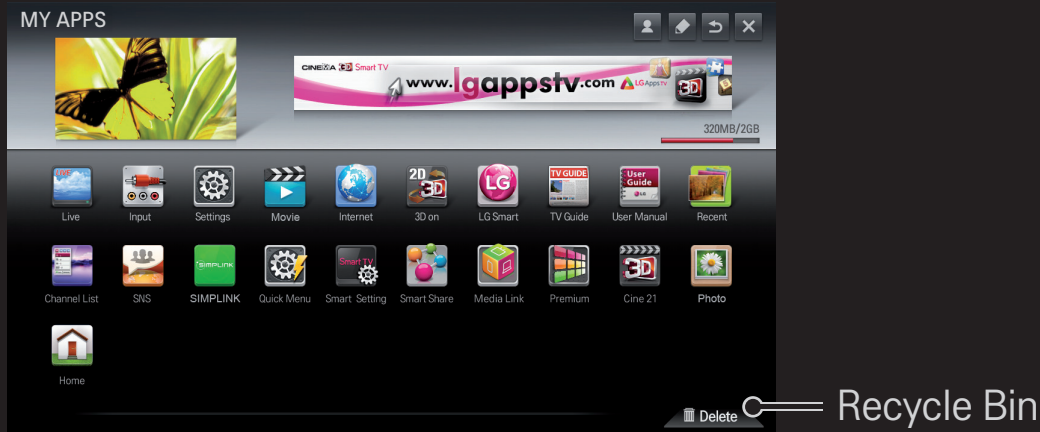 MY APPS
CINEMA 3D Smart TV
www.lgappstv.com
LG APPSTV
3D
320MB/2GB
LIVE
2D
3D
LG
TV GUIDE
User
Guide
LG
Live
Input
Settings
Movie
Internet
3D on
LG Smart
TV Guide
User Manual
Recent
SIMPLINK
Smart TV
3D
Channel List
SNS
SIMPLINK
Quick Menu
Smart Setting
Smart Share
Media Link
Premium
Cine 21
Photo
Home
Delete
Recycle Bin